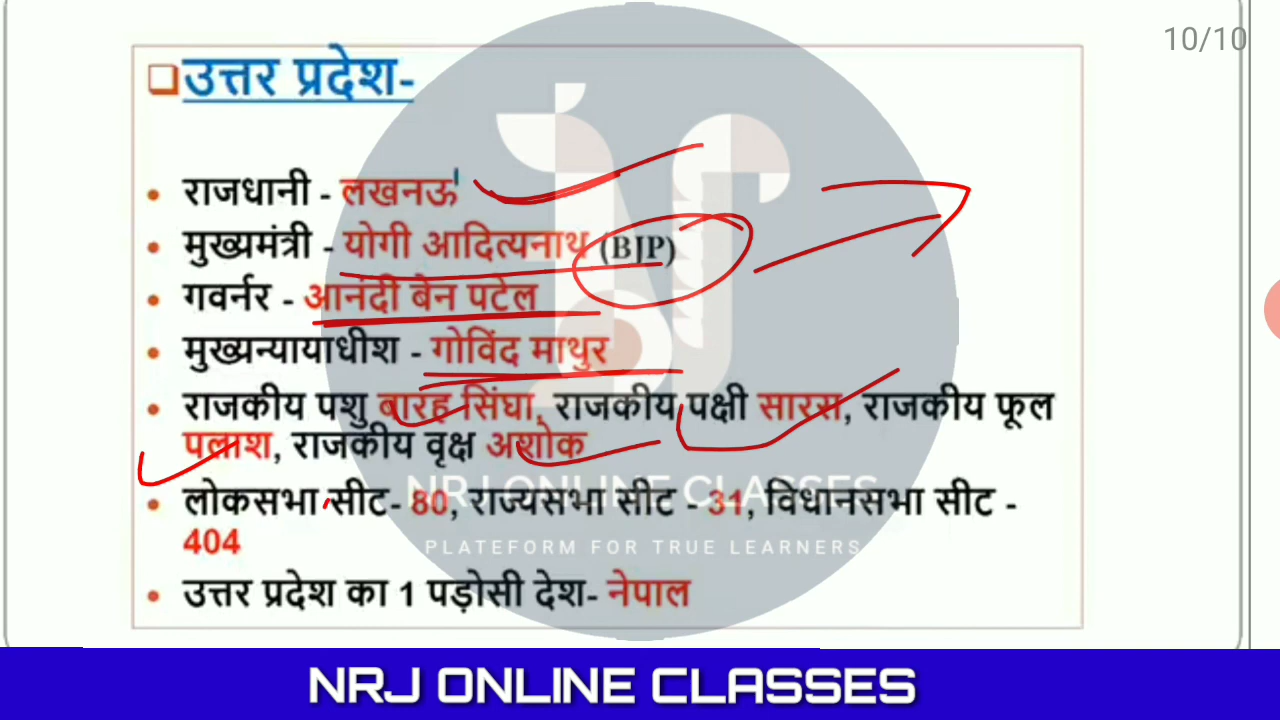 10/10
उत्तर प्रदेश-
राजधानी - लखनऊ
मुख्यमंत्री - योगी आदित्यनाथ (BJP)
गवर्नर - आनंदी बेन पटेल
मुख्यन्यायाधीश - गोविंद माथुर
राजकीय पशु बारह सिंघा, राजकीय पक्षी सारस, राजकीय फूल
पलाश, राजकीय वृक्ष अशोक
NRJ ONLINE CLASSES
लोकसभा सीट- 80, राज्यसभा सीट - 31, विधानसभा सीट -
404
PLATEFORM FOR TRUE LEARNERS
उत्तर प्रदेश का 1 पड़ोसी देश- नेपाल
NRJ ONLINE CLASSES